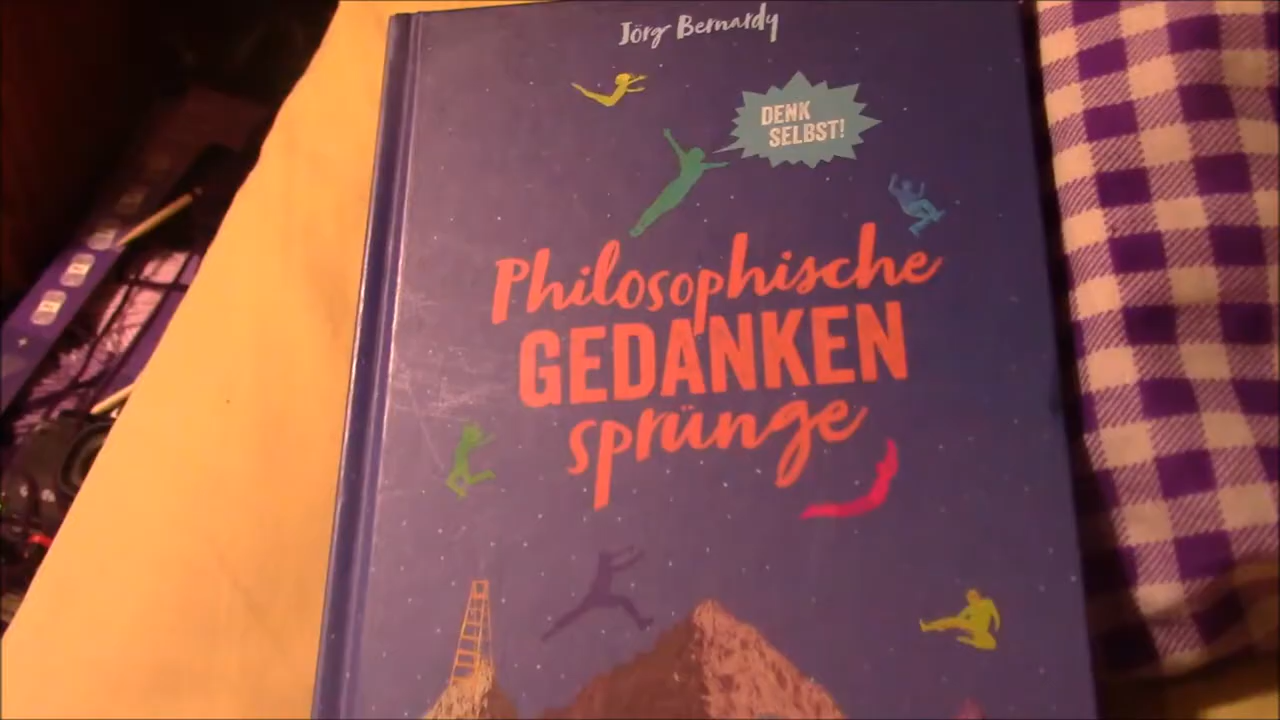 Jörg Bernardy
DENK
SELBST!
Philosophische
GEDANKEN
sprünge